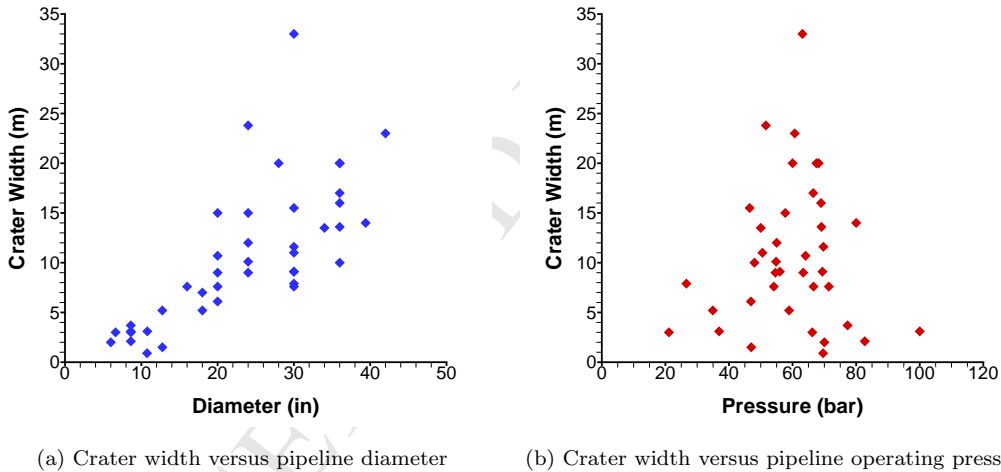 35
30
25
20
15
10
5
0
Crater Width (m)
0 10 20 30 40 50
Diameter (in)
(a) Crater width versus pipeline diameter
35
30
25
20
15
10
5
0
Crater Width (m)
0 20 40 60 80 100 120
Pressure (bar)
(b) Crater width versus pipeline operating press